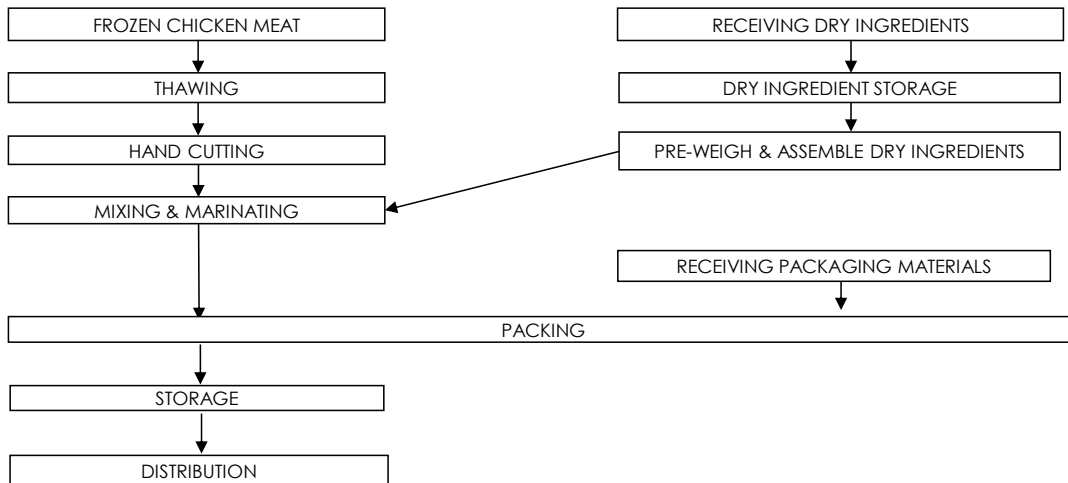 FROZEN CHICKEN MEAT
RECEIVING DRY INGREDIENTS
THAWING
DRY INGREDIENT STORAGE
HAND CUTTING
PRE-WEIGH & ASSEMBLE DRY INGREDIENTS
MIXING & MARINATING
RECEIVING PACKAGING MATERIALS
PACKING
STORAGE
DISTRIBUTION